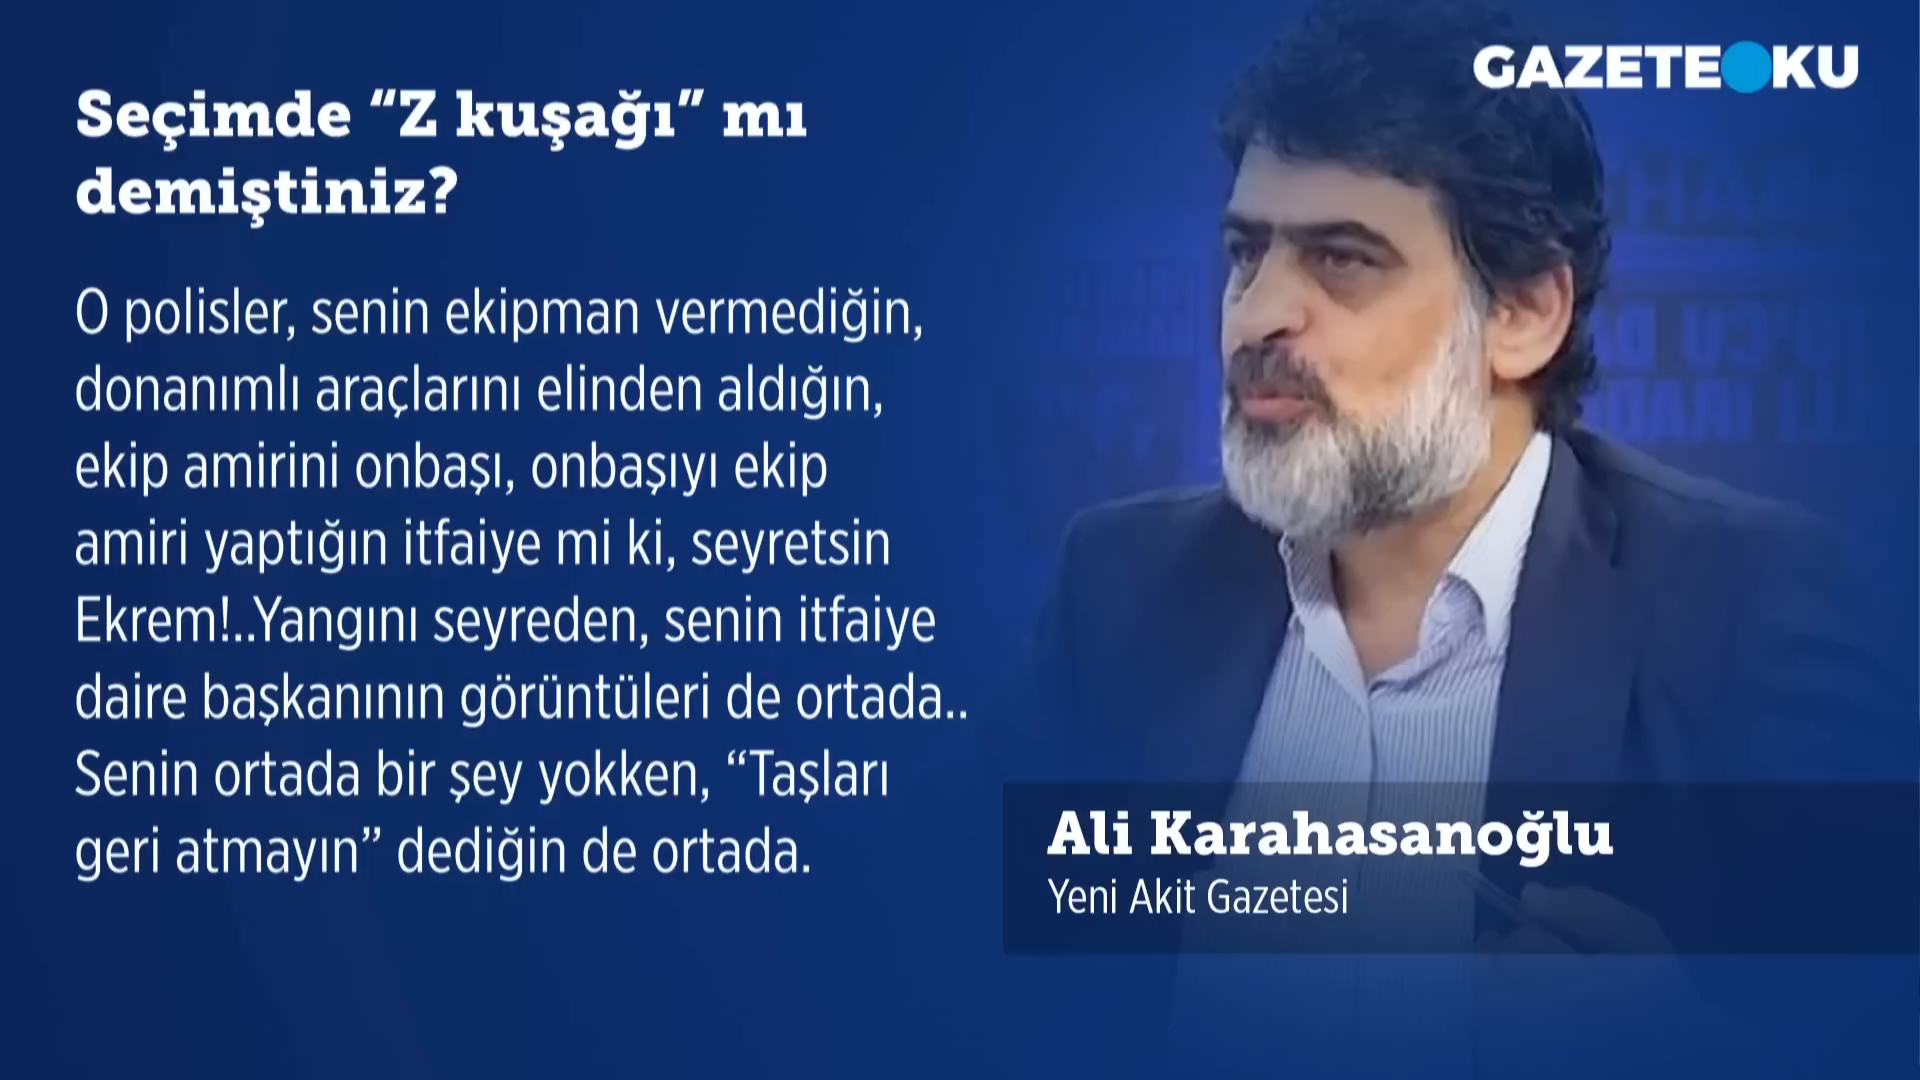 GAZETE OKU
Seçimde “Z kuşağı” mı
demiştiniz?
O polisler, senin ekipman vermediğin,
donanımlı araçlarını elinden aldığın,
ekip amirini onbaşı, onbaşıyı ekip
amiri yaptığın itfaiye mi ki, seyretsin
Ekrem!..Yangını seyreden, senin itfaiye
daire başkanının görüntüleri de ortada..
Senin ortada bir şey yokken, “Taşları
geri atmayın” dediğin de ortada.
Ali Karahasanoğlu
Yeni Akit Gazetesi